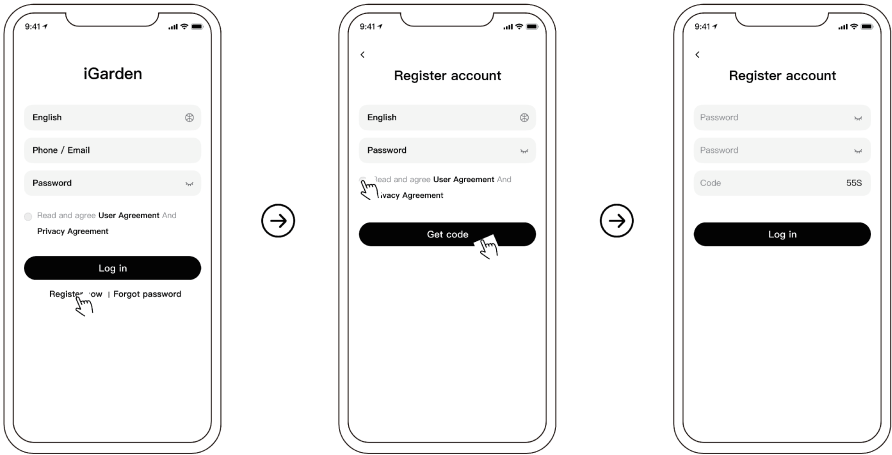 9:41
iGarden
English
Phone / Email
Password
Read and agree User Agreement And
Privacy Agreement
Log in
Register | Forgot password
9:41
Register account
English
Password
Read and agree User Agreement And
Agreement
Get code
9:41
Register account
Password
Password
Code 55S
Log in